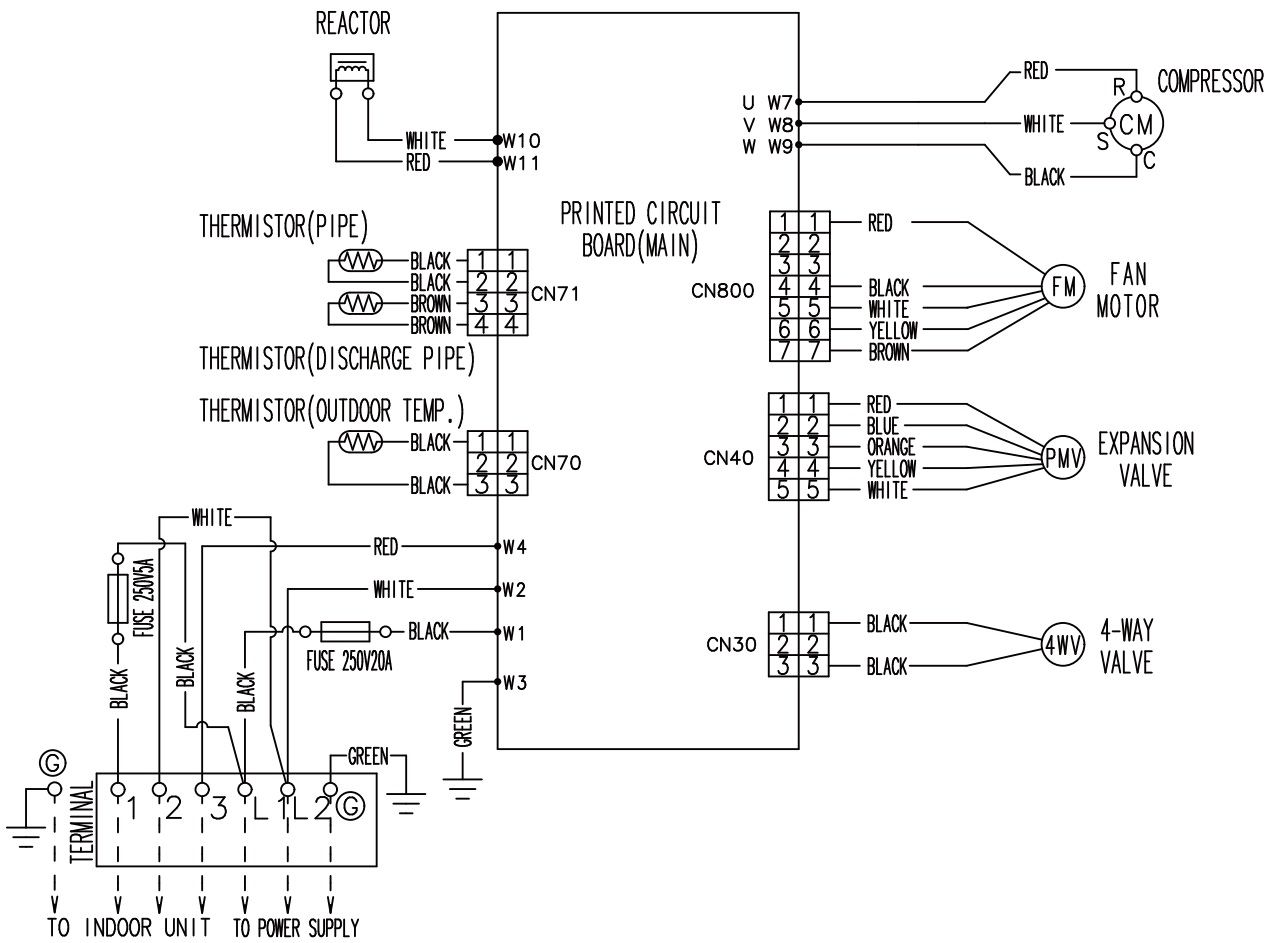 REACTOR
WHITE W10
RED W11
U W7 RED R COMPRESSOR
V W8 WHITE S CM
W W9 BLACK C
PRINTED CIRCUIT
BOARD(MAIN)
THERMISTOR(PIPE)
BLACK 1 1
BLACK 2 2
BROWN 3 3
BROWN 4 4
CN71
THERMISTOR(DISCHARGE PIPE)
CN800
1 1 RED
2 2
3 3
4 4 BLACK
5 5 WHITE
6 6 YELLOW
7 7 BROWN
FM
FAN
MOTOR
THERMISTOR(OUTDOOR TEMP.)
BLACK 1 1
2 2
BLACK 3 3
CN70
CN40
1 1 RED
2 2 BLUE
3 3 ORANGE
4 4 YELLOW
5 5 WHITE
PMV
EXPANSION
VALVE
WHITE
RED W4
WHITE W2
FUSE 250V5A
BLACK W1
FUSE 250V20A
BLACK
BLACK
BLACK
W3
GREEN
CN30
1 1 BLACK
2 2
3 3 BLACK
4WV
4-WAY
VALVE
GREEN
G
TERMINAL
1 2 3 L1 L2 G
TO INDOOR UNIT
TO POWER SUPPLY